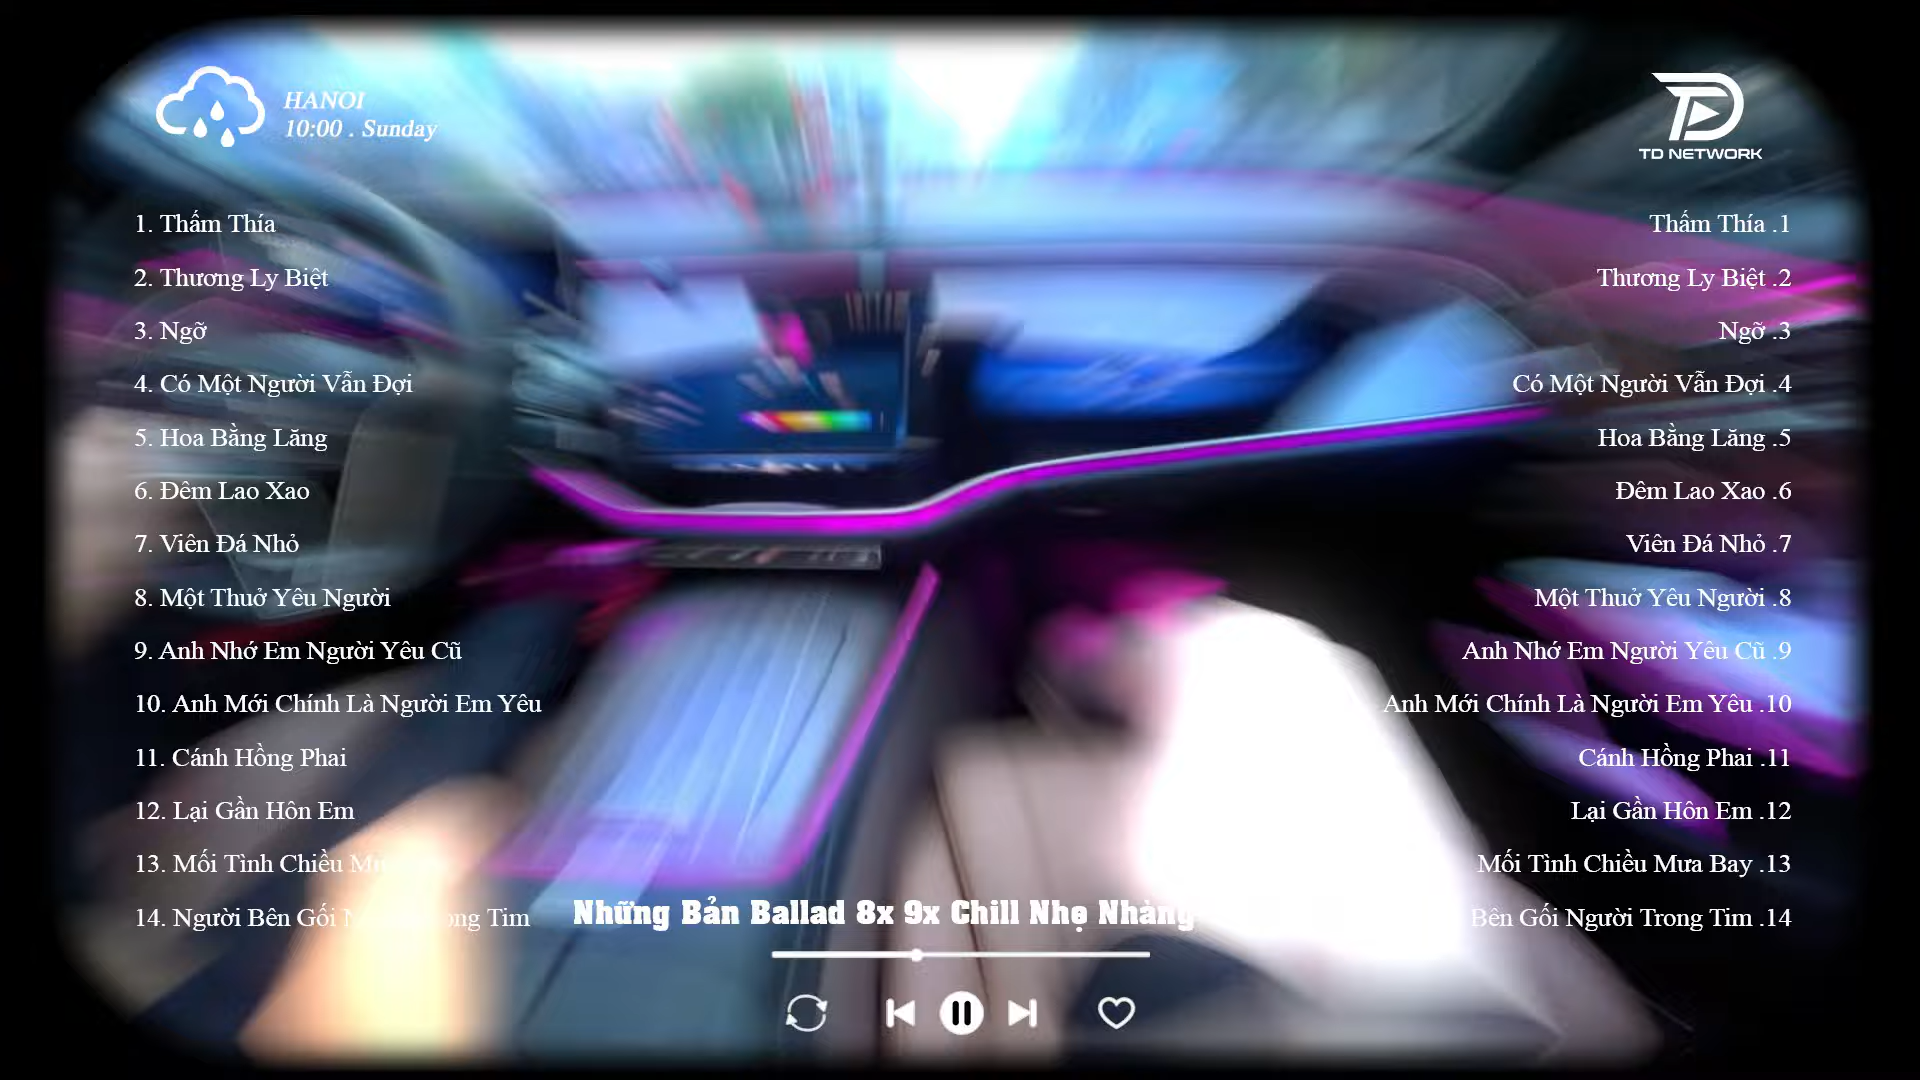 HANOI
10:00 . Sunday
TD NETWORK
1. Thấm Thía
2. Thương Ly Biệt
3. Ngỡ
4. Có Một Người Vẫn Đợi
5. Hoa Bằng Lăng
6. Đêm Lao Xao
7. Viên Đá Nhỏ
8. Một Thuở Yêu Người
9. Anh Nhớ Em Người Yêu Cũ
10. Anh Mới Chính Là Người Em Yêu
11. Cánh Hồng Phai
12. Lại Gần Hôn Em
13. Mối Tình Chiều
14. Người Bên Gối Tim
Thấm Thía .1
Thương Ly Biệt .2
Ngỡ .3
Có Một Người Vẫn Đợi .4
Hoa Bằng Lăng .5
Đêm Lao Xao .6
Viên Đá Nhỏ .7
Một Thuở Yêu Người .8
Anh Nhớ Em Người Yêu Cũ .9
Anh Mới Chính Là Người Em Yêu .10
Cánh Hồng Phai .11
Lại Gần Hôn Em .12
Mối Tình Chiều Mưa Bay .13
Bên Gối Người Trong Tim .14
Những Bản Ballad 8x 9x Chill Nhẹ Nhàng